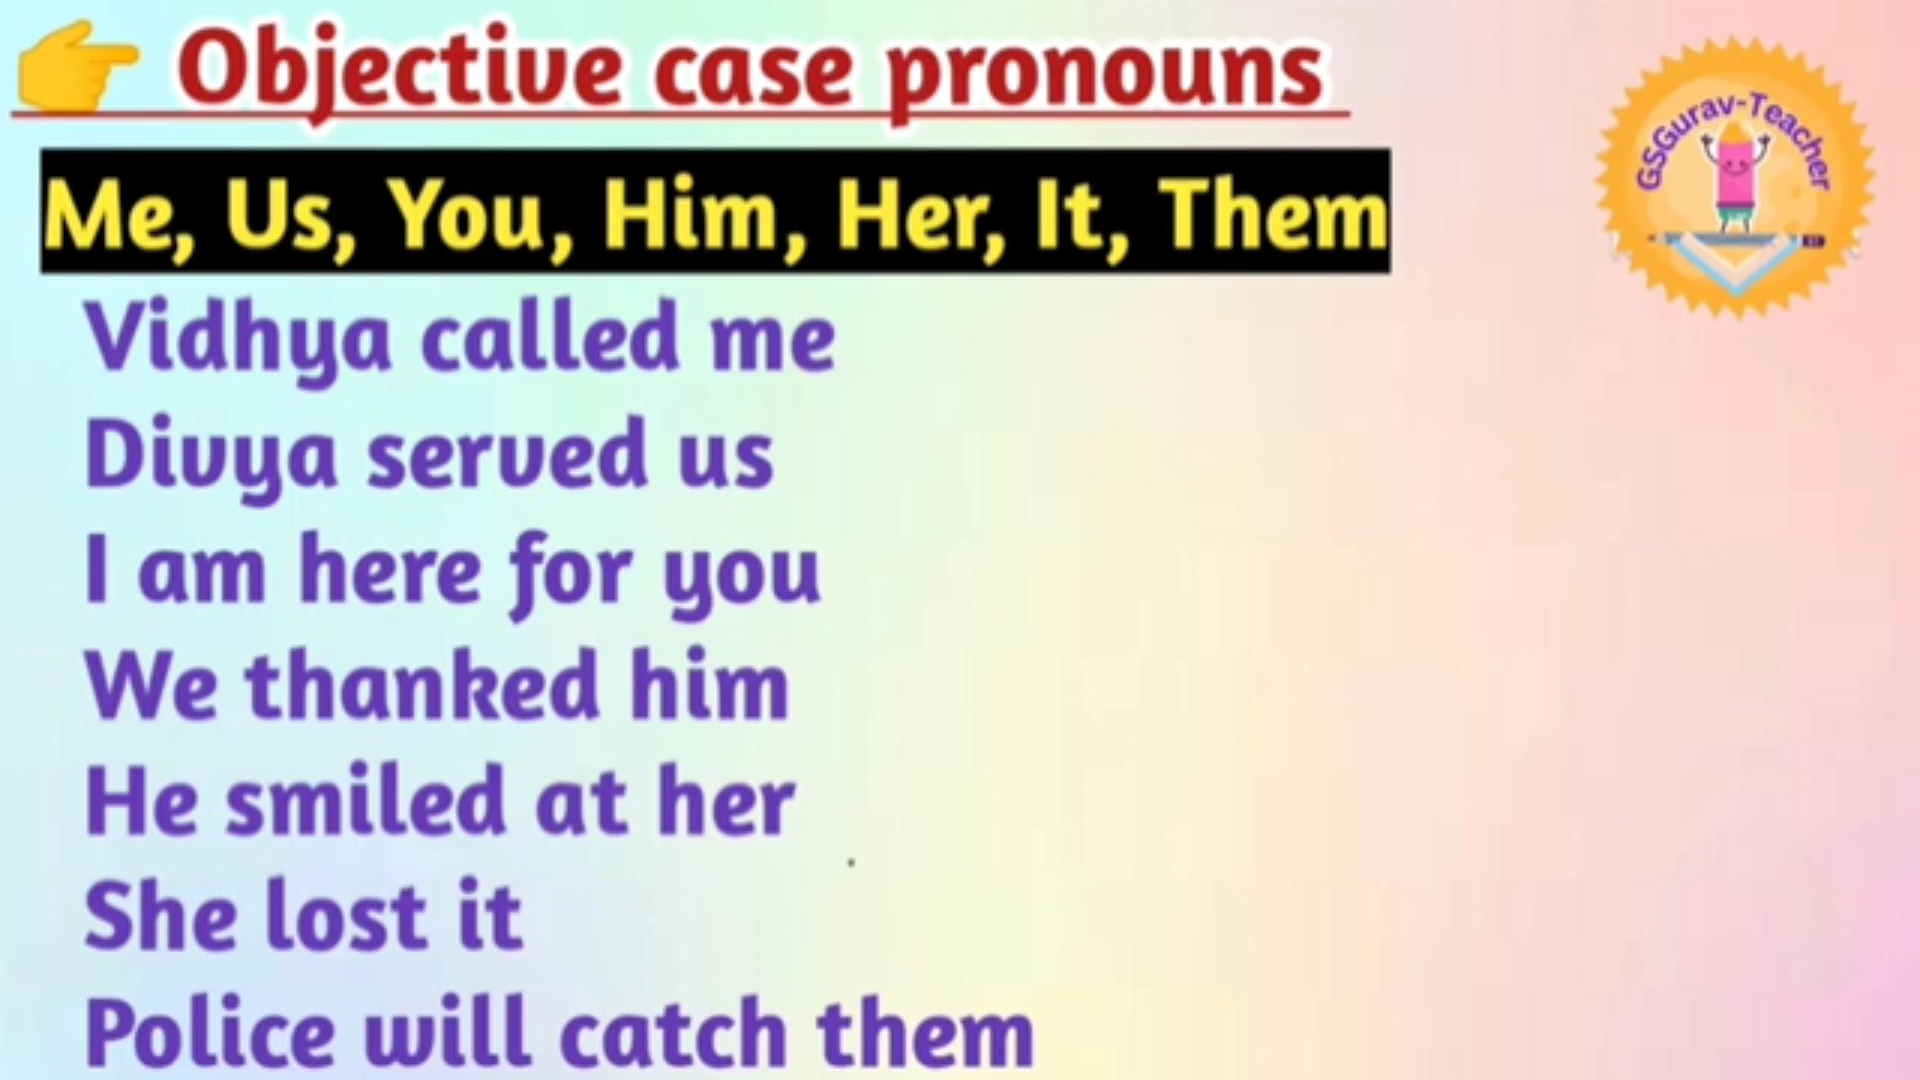 Objective case pronouns
GSGurav-Teacher
Me, Us, You, Him, Her, It, Them
Vidhya called me
Divya served us
I am here for you
We thanked him
He smiled at her
She lost it
Police will catch them